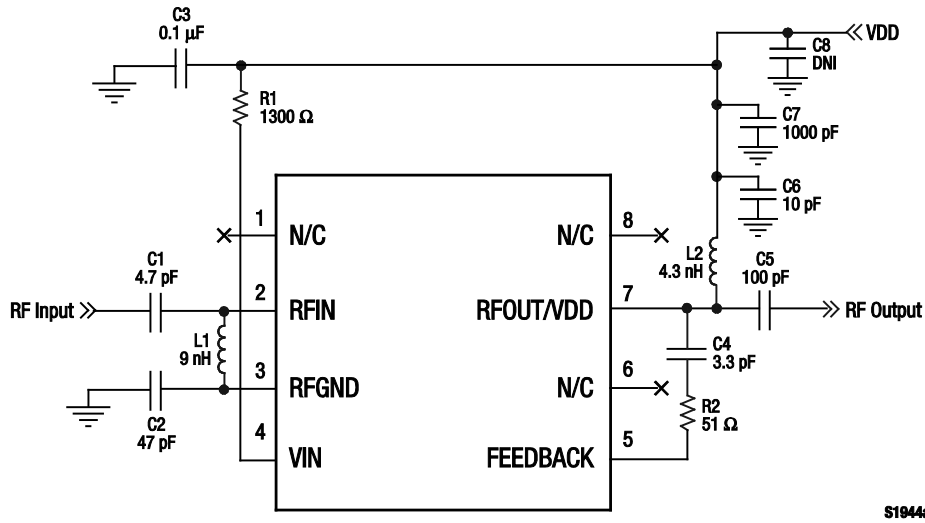 C3
0.1 µF
VDD
C8
DNI
R1
1300 Ω
C7
1000 pF
C6
10 pF
1
N/C
N/C
8
L2
4.3 nH
C5
100 pF
C1
4.7 pF
RF Input
2
RFIN
RFOUT/VDD
7
RF Output
L1
9 nH
C4
3.3 pF
3
RFGND
N/C
6
C2
47 pF
R2
51 Ω
4
VIN
FEEDBACK
5